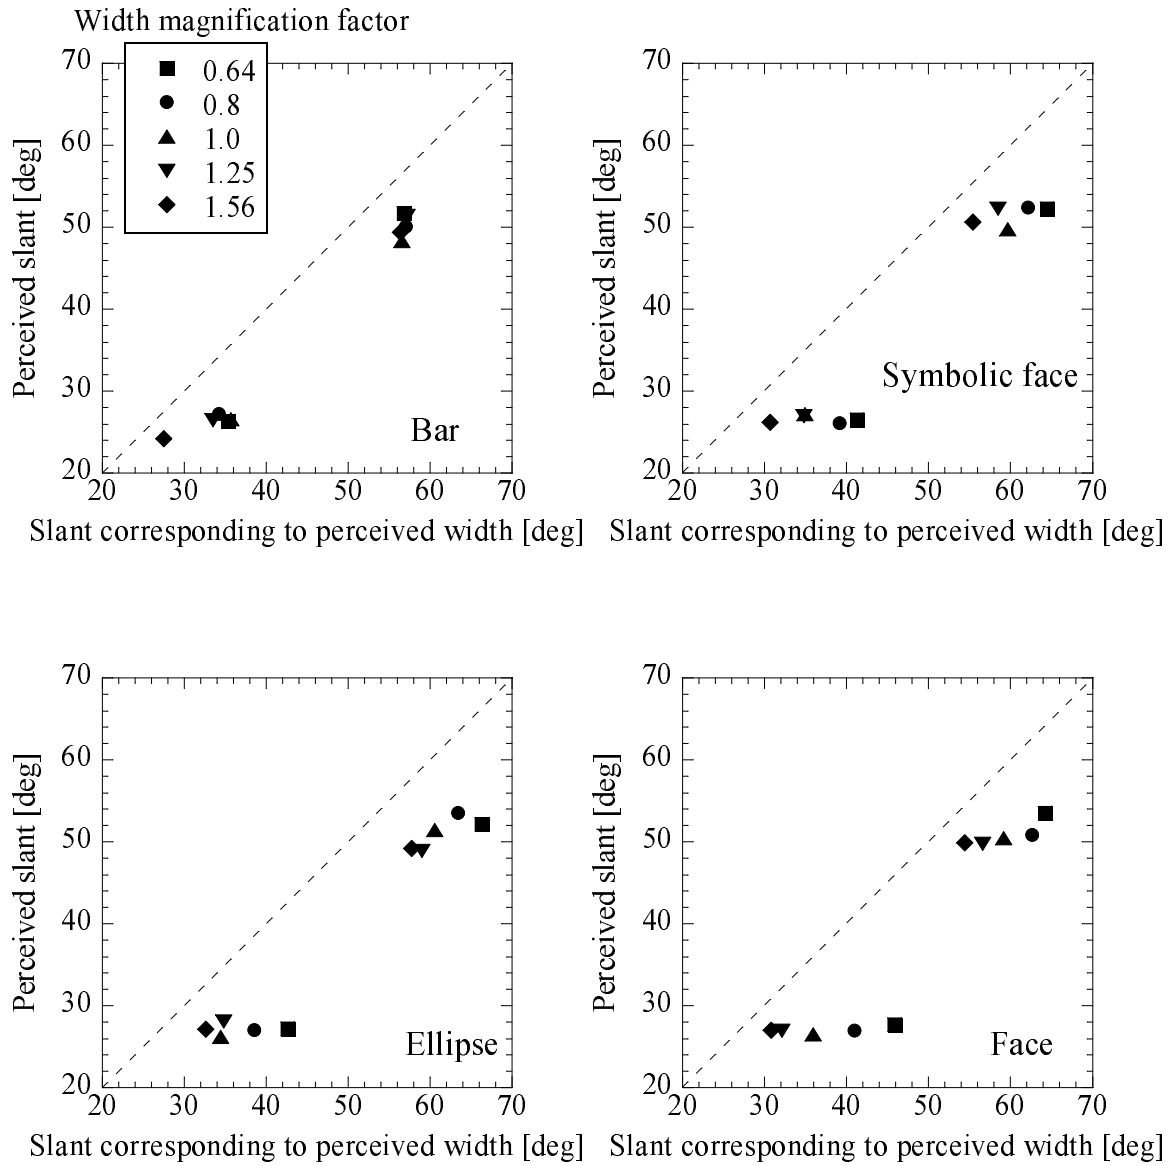 Width magnification factor
0.64
0.8
1.0
1.25
1.56
70
60
50
40
30
20
20 30 40 50 60 70
Perceived slant [deg]
Bar
Slant corresponding to perceived width [deg]
70
60
50
40
30
20
20 30 40 50 60 70
Perceived slant [deg]
Symbolic face
Slant corresponding to perceived width [deg]
70
60
50
40
30
20
20 30 40 50 60 70
Perceived slant [deg]
Ellipse
Slant corresponding to perceived width [deg]
70
60
50
40
30
20
20 30 40 50 60 70
Perceived slant [deg]
Face
Slant corresponding to perceived width [deg]